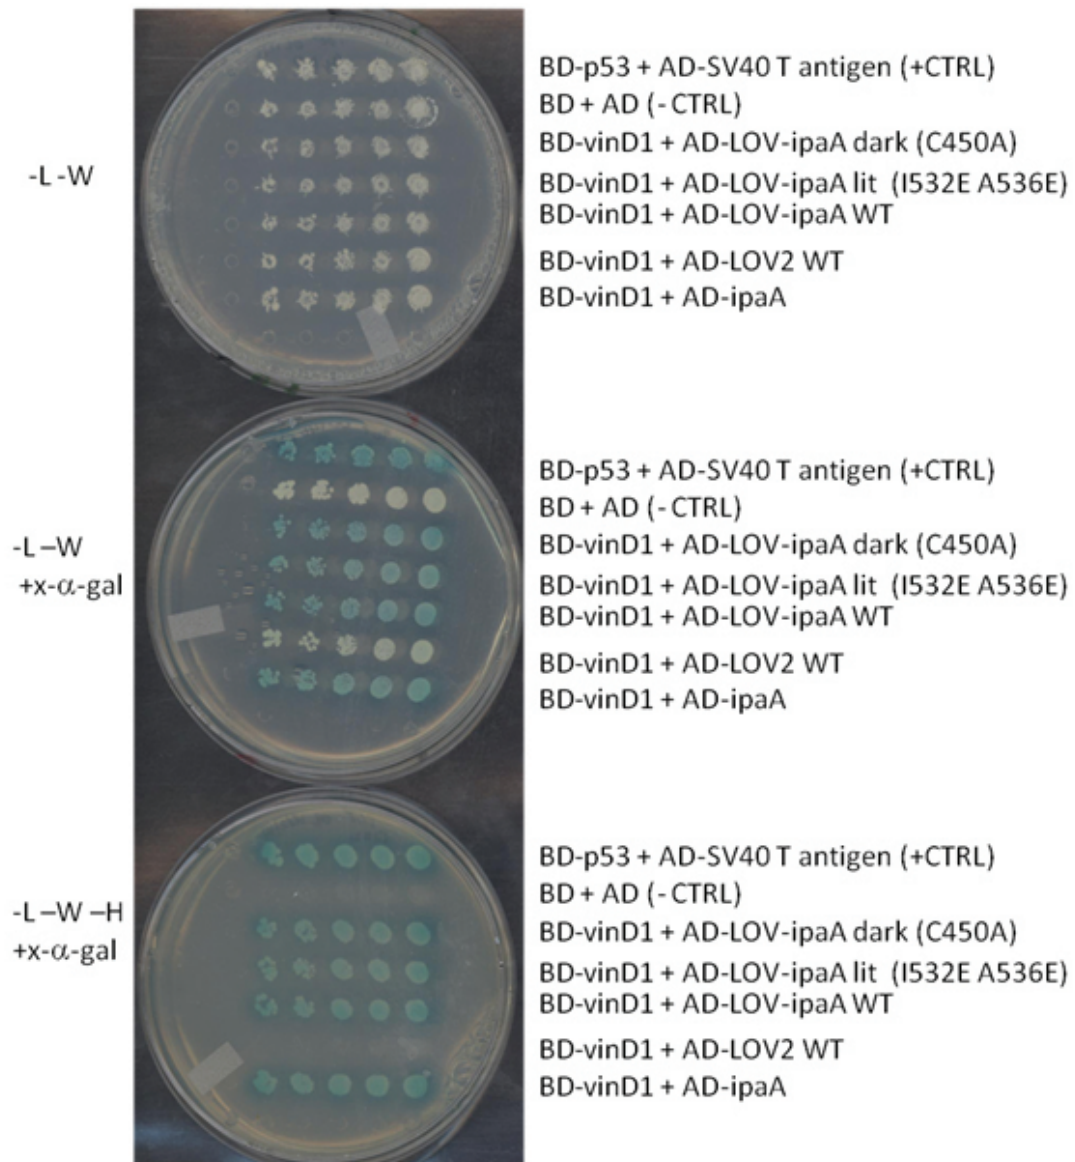 -L -W
BD-p53 + AD-SV40 T antigen (+CTRL)
BD + AD (- CTRL)
BD-vinD1 + AD-LOV-ipaA dark (C450A)
BD-vinD1 + AD-LOV-ipaA lit (I532E A536E)
BD-vinD1 + AD-LOV-ipaA WT
BD-vinD1 + AD-LOV2 WT
BD-vinD1 + AD-ipaA
-L –W
+x-α-gal
BD-p53 + AD-SV40 T antigen (+CTRL)
BD + AD (- CTRL)
BD-vinD1 + AD-LOV-ipaA dark (C450A)
BD-vinD1 + AD-LOV-ipaA lit (I532E A536E)
BD-vinD1 + AD-LOV-ipaA WT
BD-vinD1 + AD-LOV2 WT
BD-vinD1 + AD-ipaA
-L –W –H
+x-α-gal
BD-p53 + AD-SV40 T antigen (+CTRL)
BD + AD (- CTRL)
BD-vinD1 + AD-LOV-ipaA dark (C450A)
BD-vinD1 + AD-LOV-ipaA lit (I532E A536E)
BD-vinD1 + AD-LOV-ipaA WT
BD-vinD1 + AD-LOV2 WT
BD-vinD1 + AD-ipaA